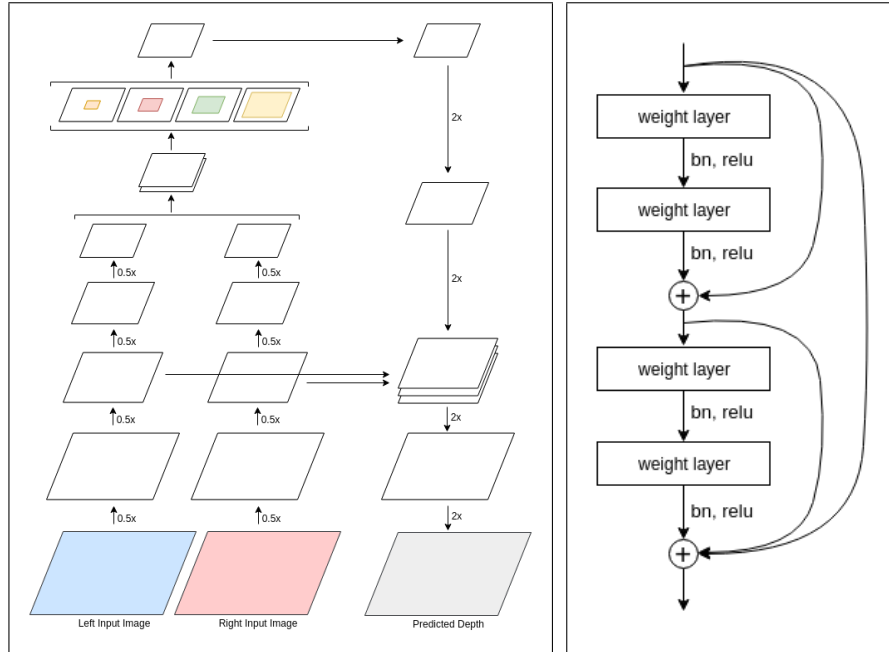 2x
2x
0.5x
0.5x
0.5x
0.5x
0.5x
0.5x
2x
0.5x
0.5x
2x
Left Input Image
Right Input Image
Predicted Depth
weight layer
bn, relu
weight layer
bn, relu
+
weight layer
bn, relu
weight layer
bn, relu
+